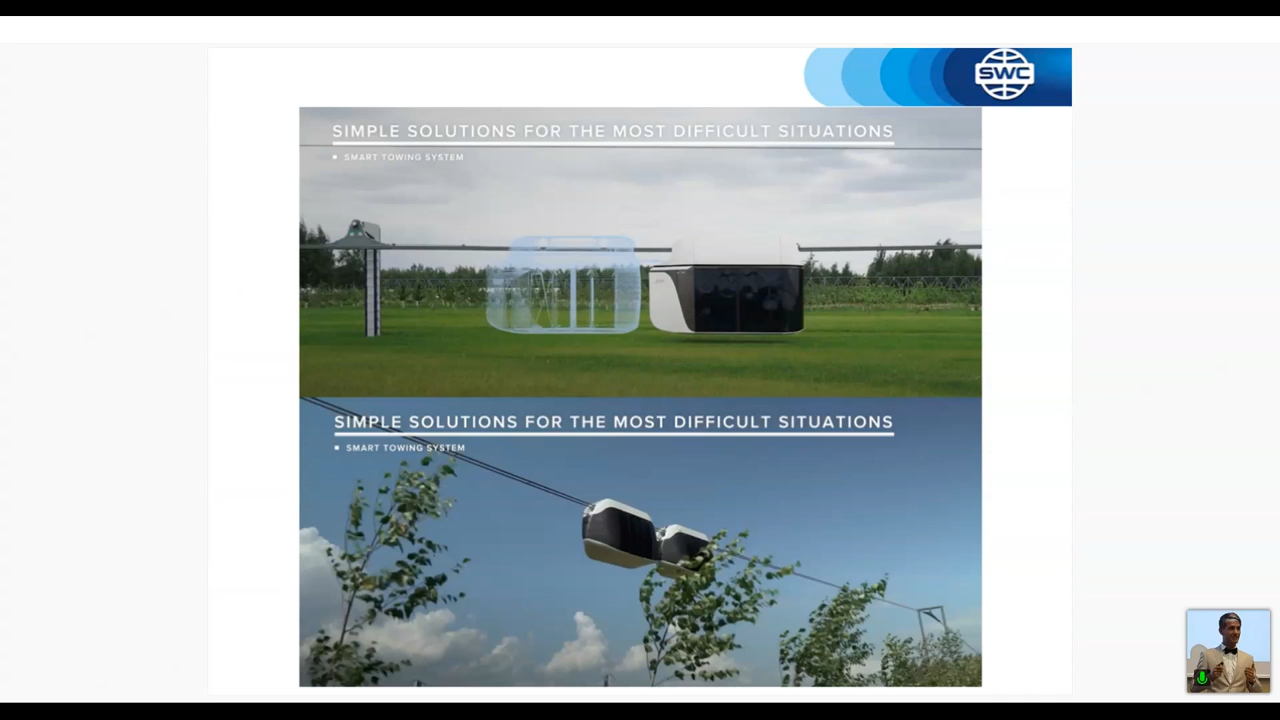 SWC
SIMPLE SOLUTIONS FOR THE MOST DIFFICULT SITUATIONS
SMART TOWING SYSTEM
SIMPLE SOLUTIONS FOR THE MOST DIFFICULT SITUATIONS
SMART TOWING SYSTEM